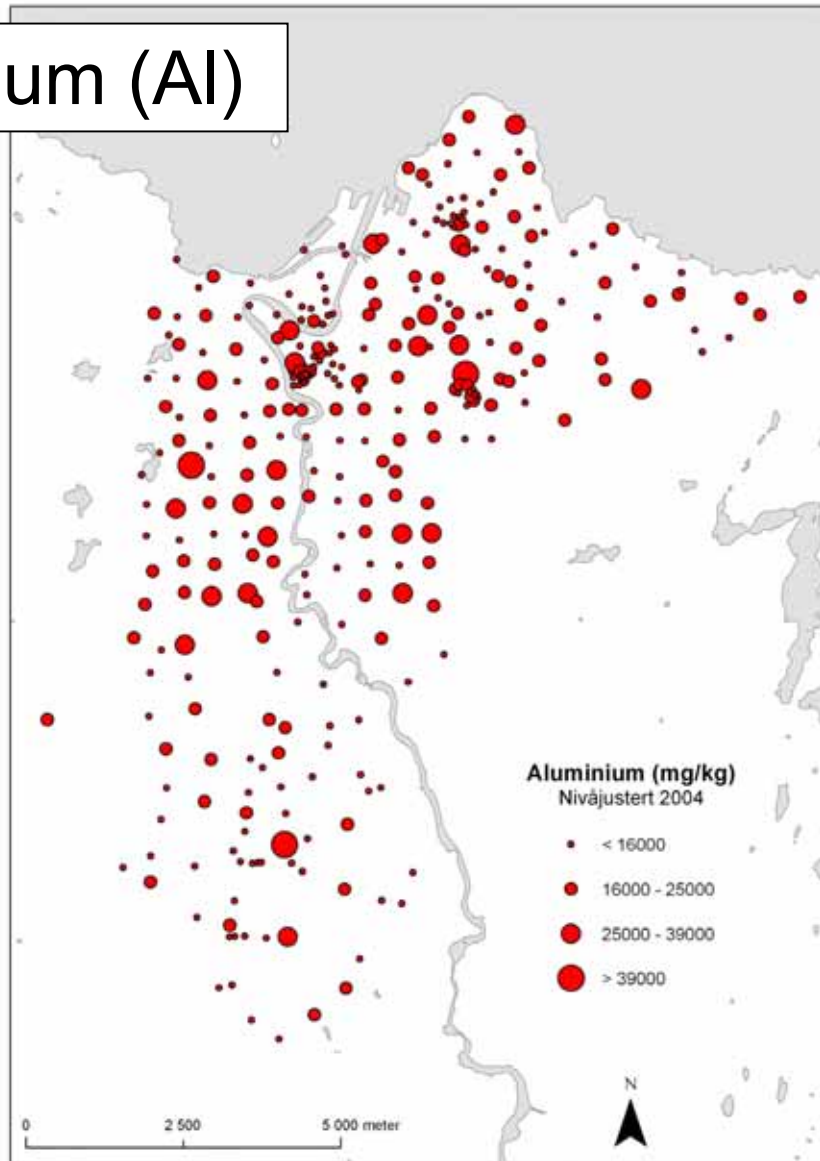 um (Al)
Aluminium (mg/kg)
Nivåjustert 2004
< 16000
16000 - 25000
25000 - 39000
> 39000
N
0 2 500 5 000 meter